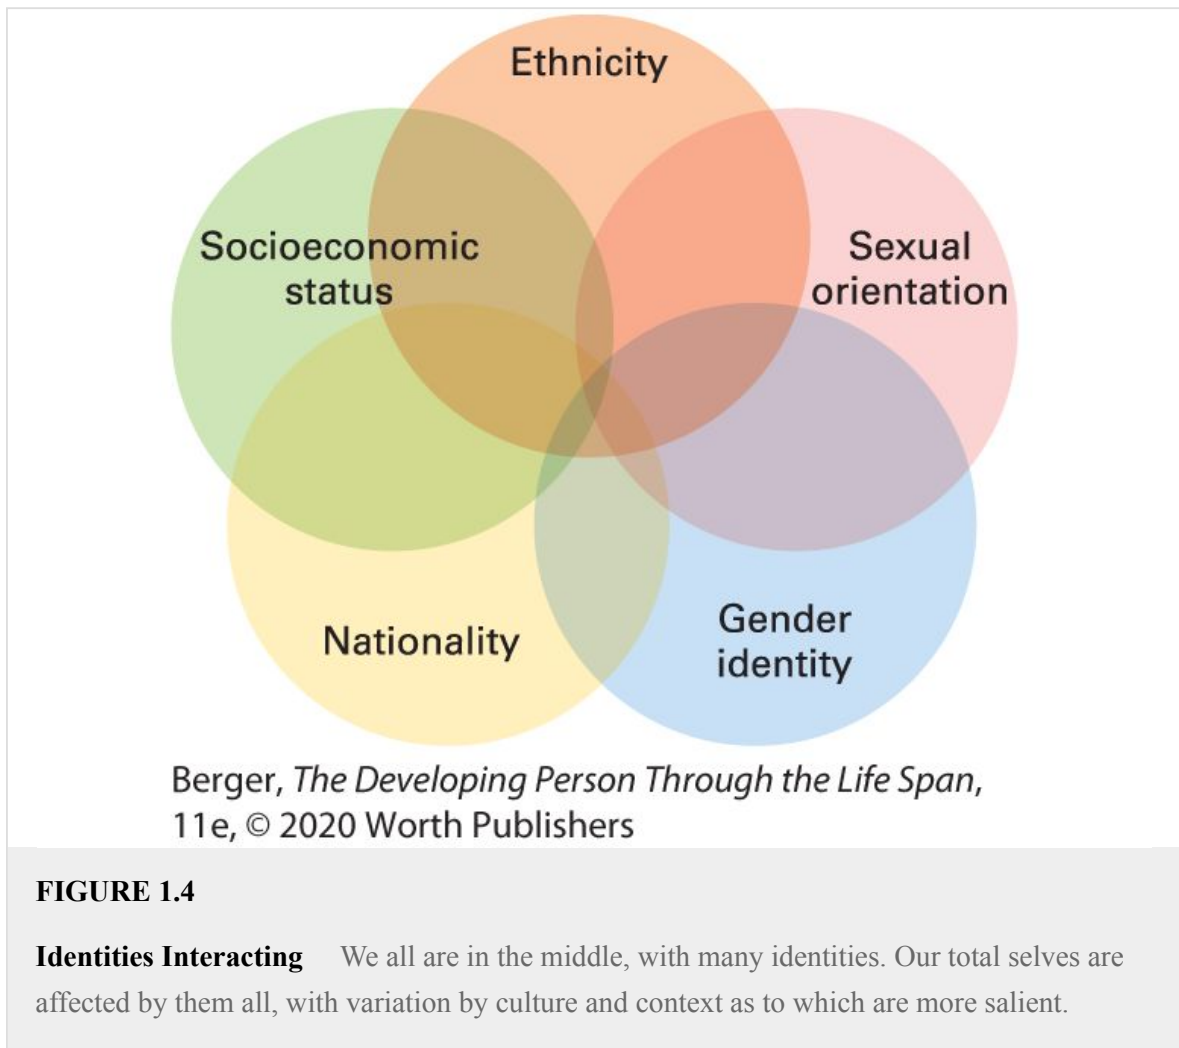 Ethnicity
Socioeconomic
status
Sexual
orientation
Nationality
Gender
identity
Berger, The Developing Person Through the Life Span,
11e, © 2020 Worth Publishers
FIGURE 1.4
Identities Interacting We all are in the middle, with many identities. Our total selves are
affected by them all, with variation by culture and context as to which are more salient.